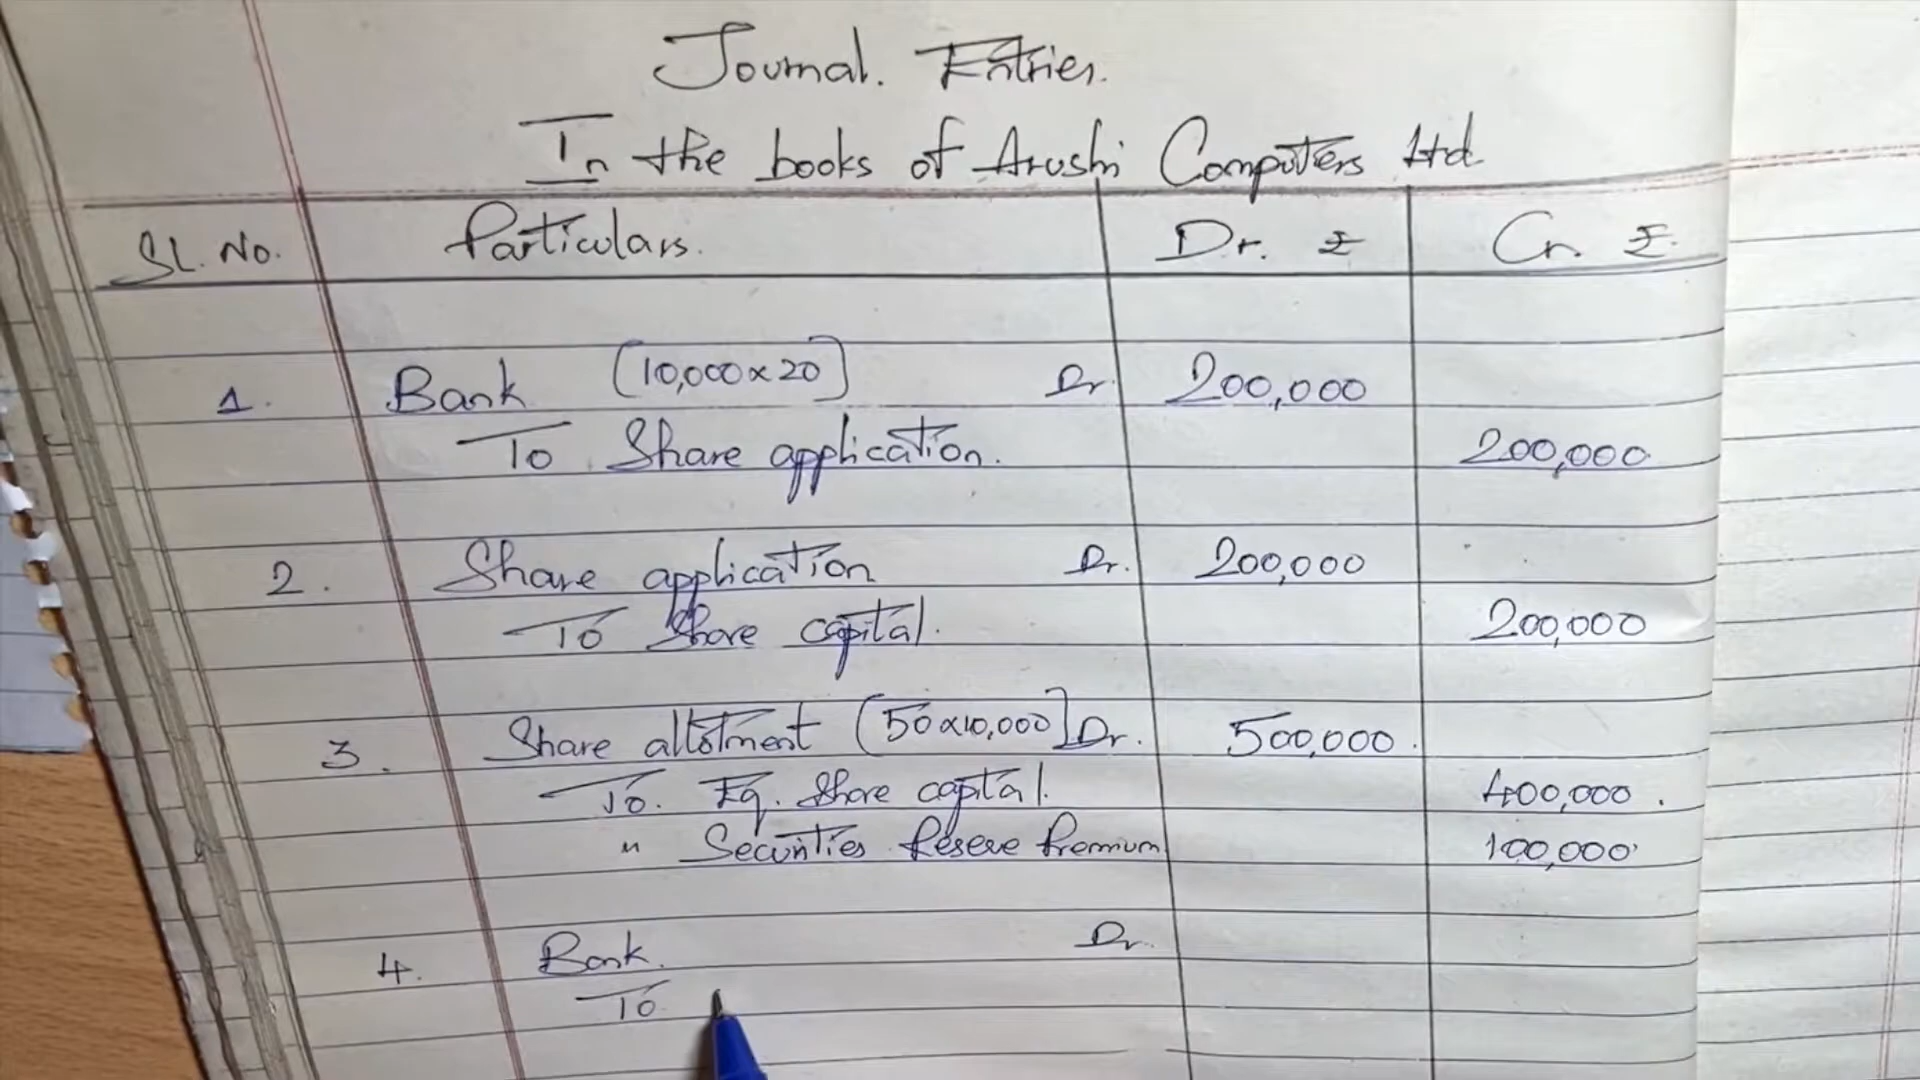 Journal. Entries.
In the books of Arushi Computers Ltd
SL. No. Particulars. Dr. ₹ Cr. ₹.
1. Bank [10,000 x 20] Dr. 200,000
To Share application. 200,000
2. Share application Dr. 200,000
To Share capital. 200,000
3. Share allotment [50 x 10,000] Dr. 500,000.
To. Eq. Share capital. 400,000.
" Securities Resere Premium 100,000
4. Bank. Dr.
To.